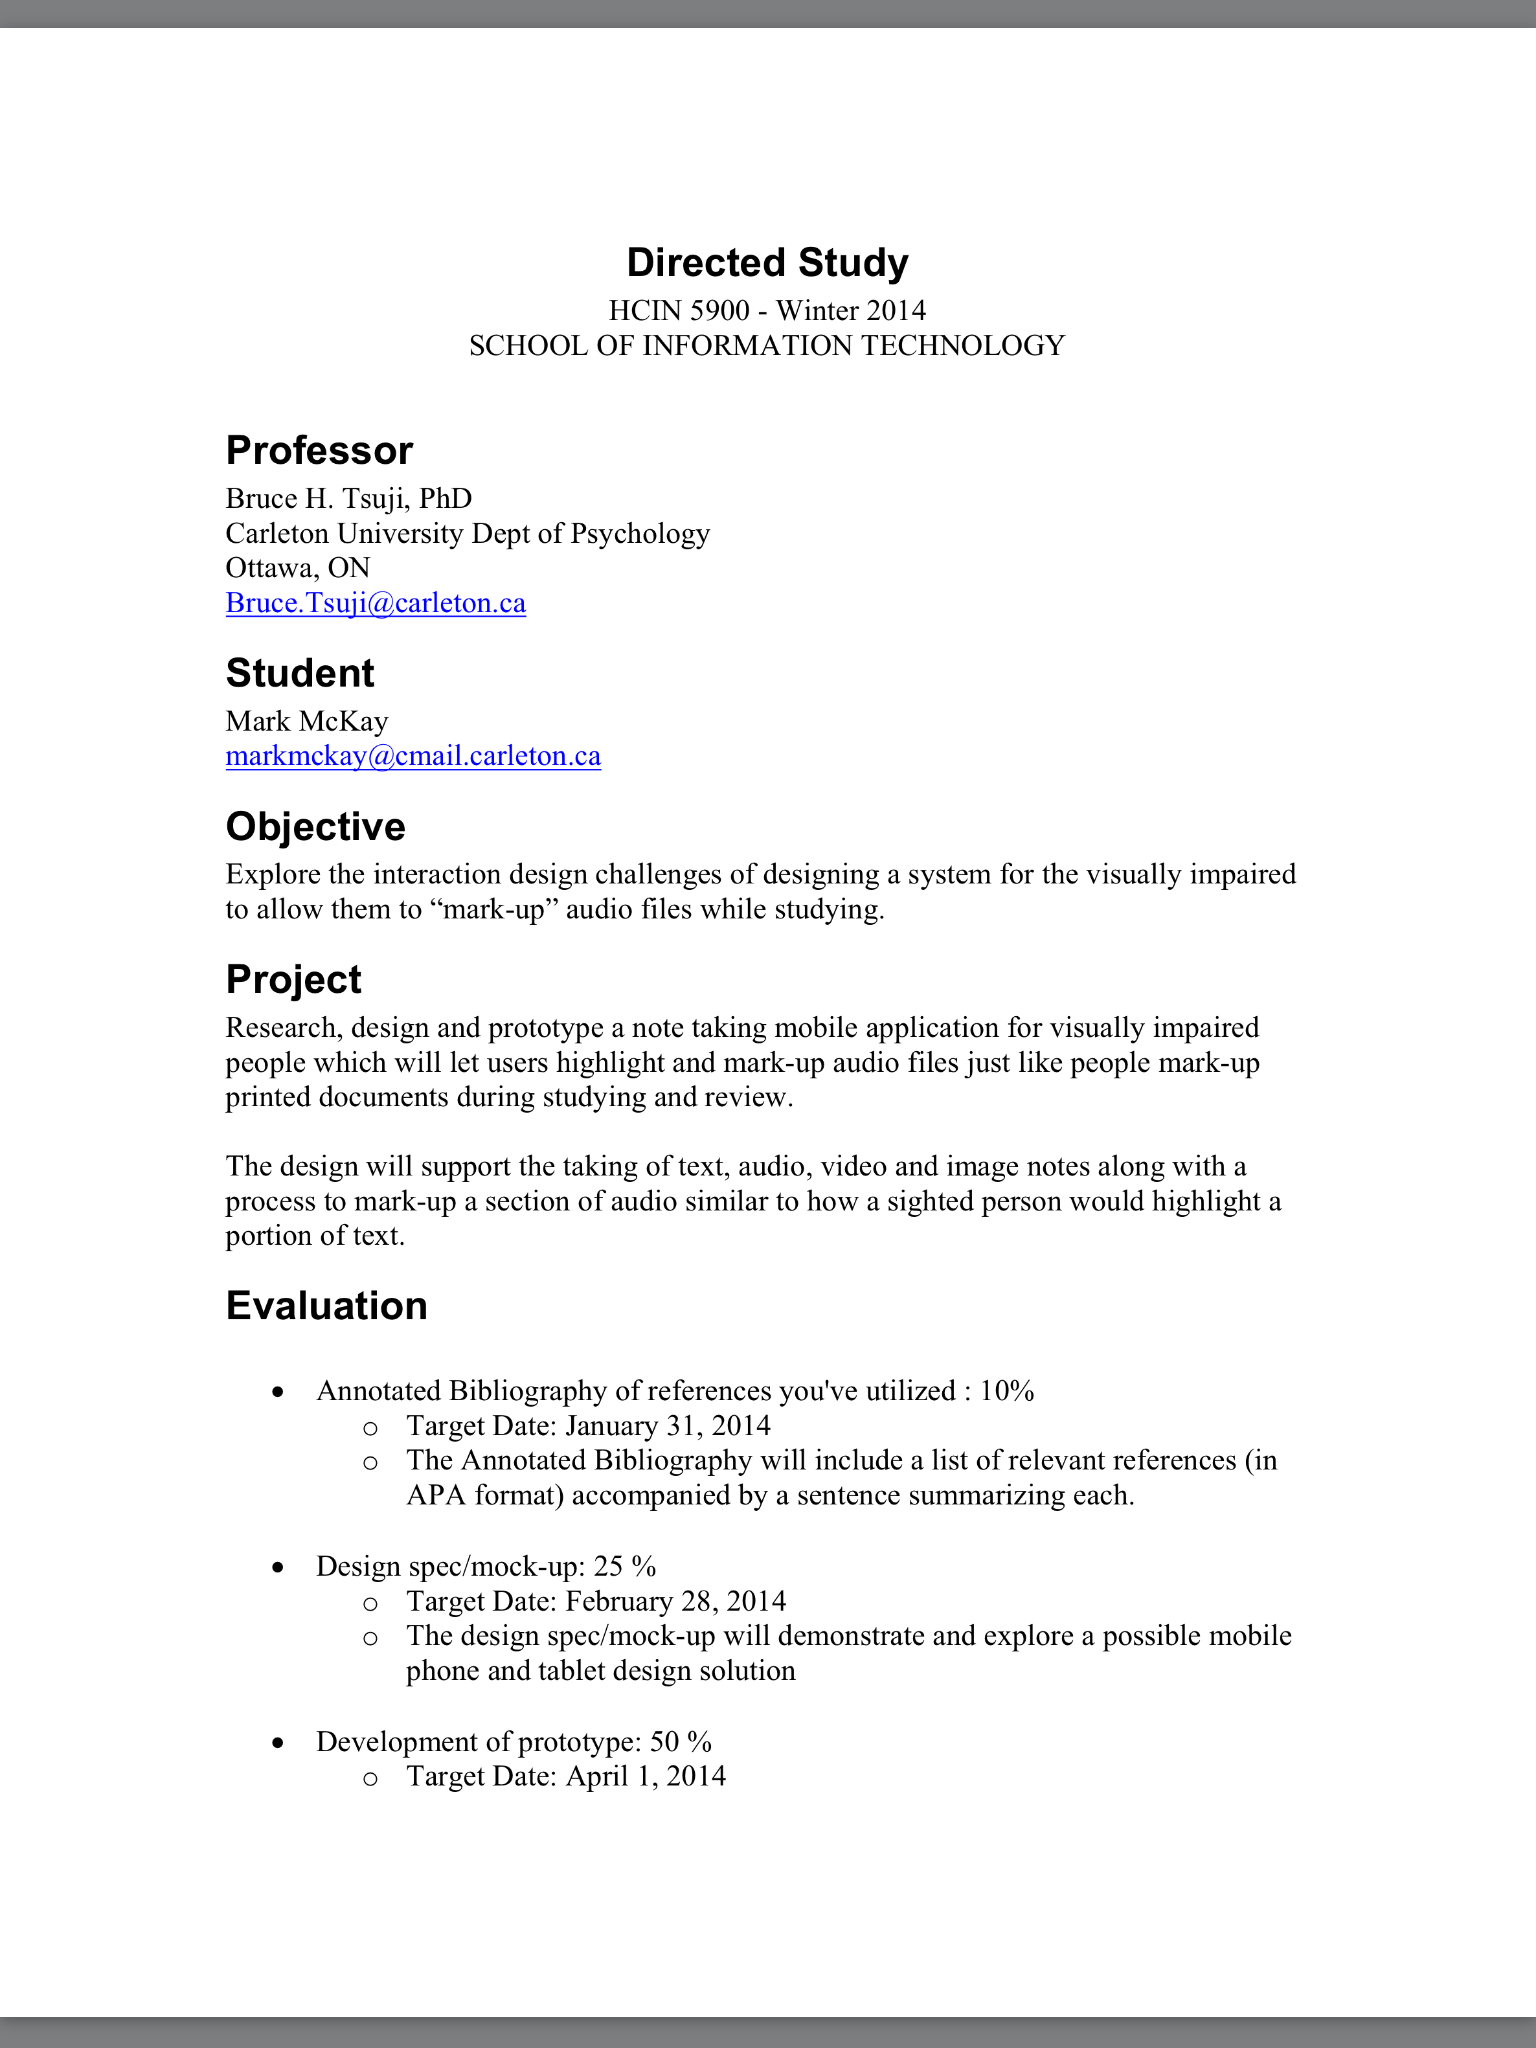 Directed Study
HCIN 5900 - Winter 2014
SCHOOL OF INFORMATION TECHNOLOGY
Professor
Bruce H. Tsuji, PhD
Carleton University Dept of Psychology
Ottawa, ON
Bruce.Tsuji@carleton.ca
Student
Mark McKay
markmckay@cmail.carleton.ca
Objective
Explore the interaction design challenges of designing a system for the visually impaired
to allow them to “mark-up” audio files while studying.
Project
Research, design and prototype a note taking mobile application for visually impaired
people which will let users highlight and mark-up audio files just like people mark-up
printed documents during studying and review.
The design will support the taking of text, audio, video and image notes along with a
process to mark-up a section of audio similar to how a sighted person would highlight a
portion of text.
Evaluation
• Annotated Bibliography of references you've utilized : 10%
o Target Date: January 31, 2014
o The Annotated Bibliography will include a list of relevant references (in
APA format) accompanied by a sentence summarizing each.
• Design spec/mock-up: 25 %
o Target Date: February 28, 2014
o The design spec/mock-up will demonstrate and explore a possible mobile
phone and tablet design solution
• Development of prototype: 50 %
o Target Date: April 1, 2014